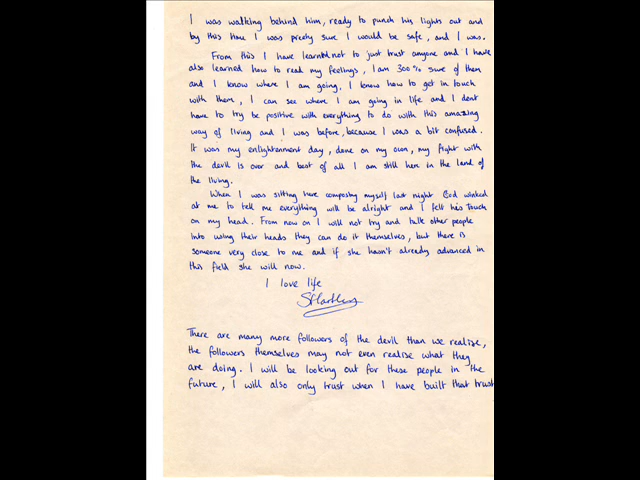 I was walking behind him, ready to punch his lights out and
by this time I was preety sure I would be safe, and I was.
From this I have learnt not to just trust anyone and I have
also learned how to read my feelings, I am 300% sure of them
and I know where I am going. I know how to get in touch
with them, I can see where I am going in life and I dont
have to try be positive with everything to do with this amazing
way of living and I was before, because I was a bit confused.
It was my enlightenment day, done on my own, my fight with
the devil is over and best of all I am still here in the land of
the living.
When I was sitting here composing myself last night God winked
at me to tell me everything will be alright and I felt his touch
on my head. From now on I will not try and talk other people
into using their heads they can do it themselves, but there is
someone very close to me and if she hasn't already advanced in
this field she will now.
I love life
There are many more followers of the devil than we realise,
the followers themselves may not even realise what they
are doing. I will be looking out for these people in the
future, I will also only trust when I have built that trust